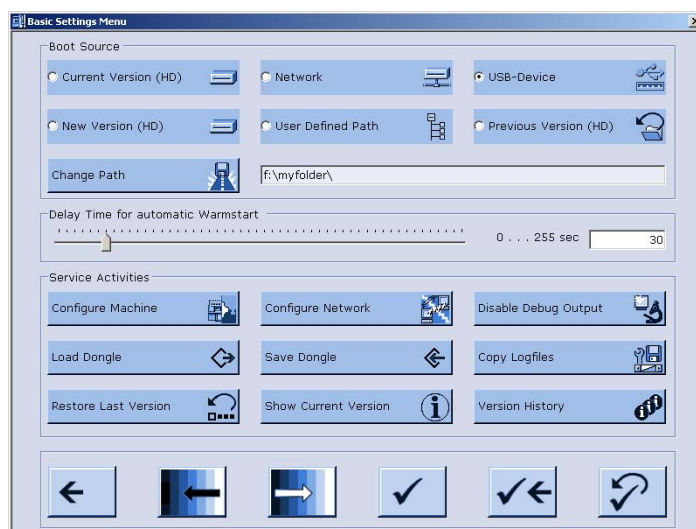 Basic Settings Menu
Boot Source
Current Version (HD)
Network
USB-Device
New Version (HD)
User Defined Path
Previous Version (HD)
Change Path
f:\myfolder\
Delay Time for automatic Warmstart
0 . . . 255 sec
30
Service Activities
Configure Machine
Configure Network
Disable Debug Output
Load Dongle
Save Dongle
Copy Logfiles
Restore Last Version
Show Current Version
Version History